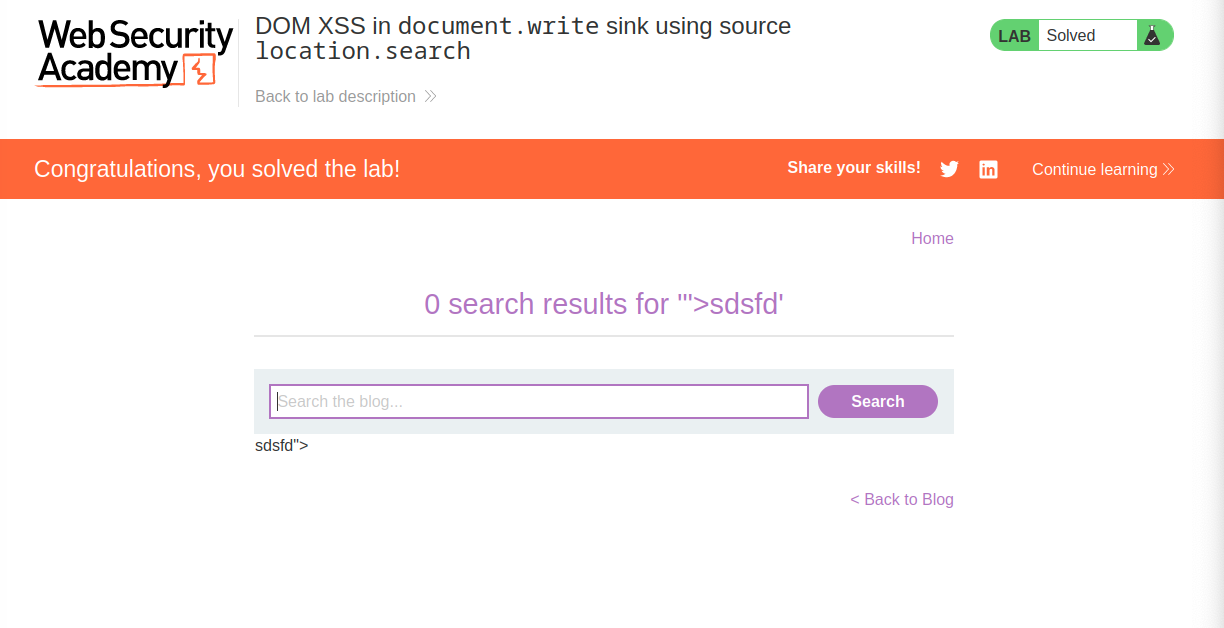 Web Security
Academy
DOM XSS in document.write sink using source
location.search
LAB Solved
Back to lab description
Congratulations, you solved the lab!
Share your skills!
in
Continue learning
Home
0 search results for '">sdsfd'
Search the blog...
Search
sdsfd">
< Back to Blog